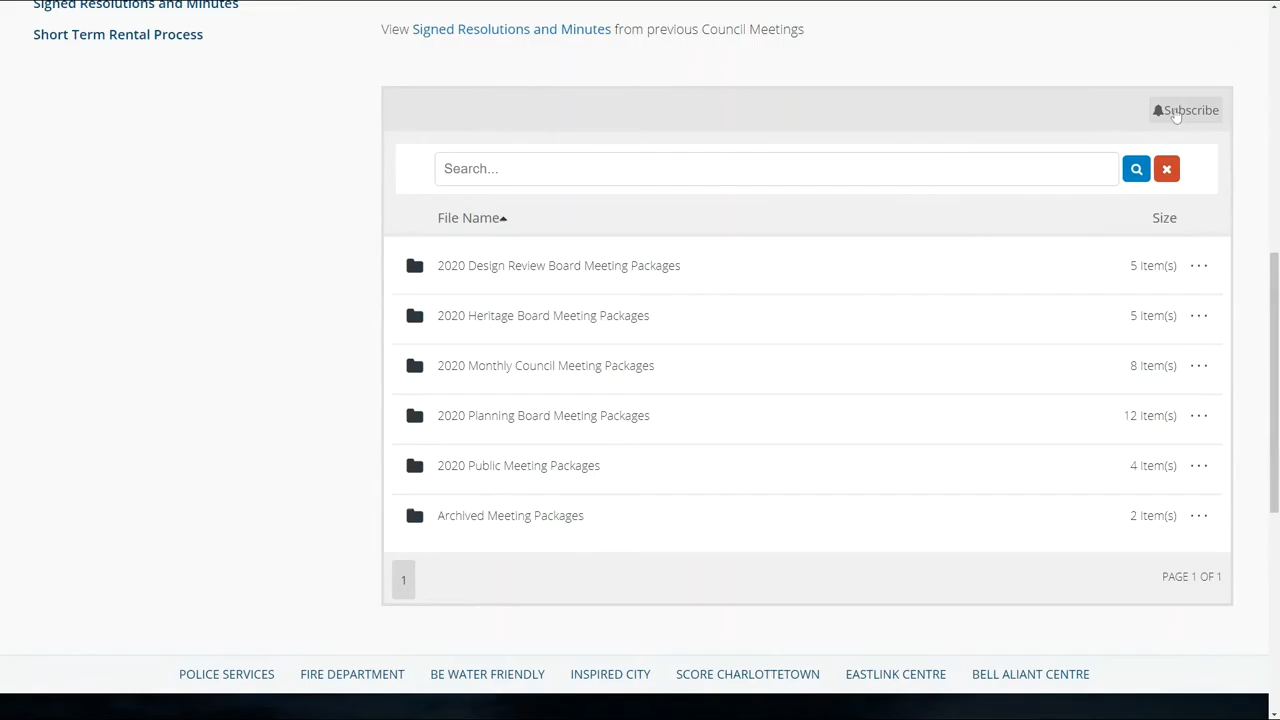 Signed Resolutions and Minutes
Short Term Rental Process
View Signed Resolutions and Minutes from previous Council Meetings
Subscribe
Search...
File Name Size
2020 Design Review Board Meeting Packages 5 Item(s)
2020 Heritage Board Meeting Packages 5 Item(s)
2020 Monthly Council Meeting Packages 8 Item(s)
2020 Planning Board Meeting Packages 12 Item(s)
2020 Public Meeting Packages 4 Item(s)
Archived Meeting Packages 2 Item(s)
1 PAGE 1 OF 1
POLICE SERVICES FIRE DEPARTMENT BE WATER FRIENDLY INSPIRED CITY SCORE CHARLOTTETOWN EASTLINK CENTRE BELL ALIANT CENTRE